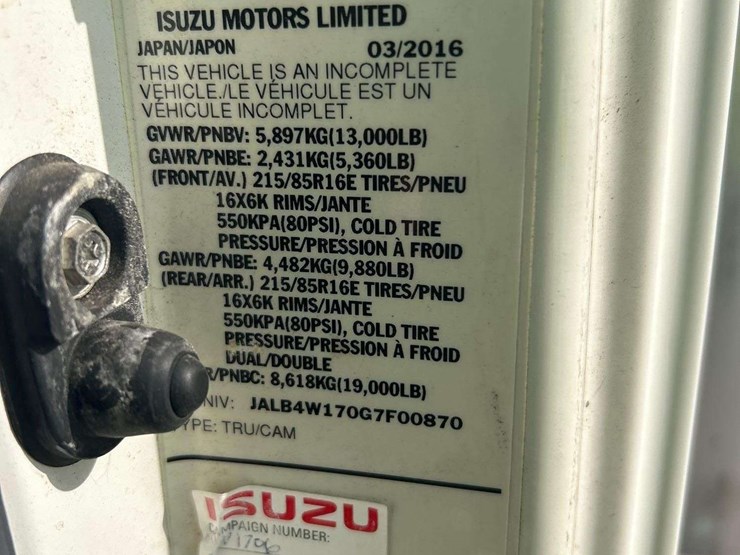 ISUZU MOTORS LIMITED
JAPAN/JAPON 03/2016
THIS VEHICLE IS AN INCOMPLETE
VEHICLE./LE VÉHICULE EST UN
VÉHICULE INCOMPLET.
GVWR/PNBV: 5,897KG(13,000LB)
GAWR/PNBE: 2,431KG(5,360LB)
(FRONT/AV.) 215/85R16E TIRES/PNEU
16X6K RIMS/JANTE
550KPA(80PSI), COLD TIRE
PRESSURE/PRESSION À FROID
GAWR/PNBE: 4,482KG(9,880LB)
(REAR/ARR.) 215/85R16E TIRES/PNEU
16X6K RIMS/JANTE
550KPA(80PSI), COLD TIRE
PRESSURE/PRESSION À FROID
DUAL/DOUBLE
R/PNBC: 8,618KG(19,000LB)
NIV: JALB4W170G7F00870
YPE: TRU/CAM
ISUZU
CAMPAIGN NUMBER: